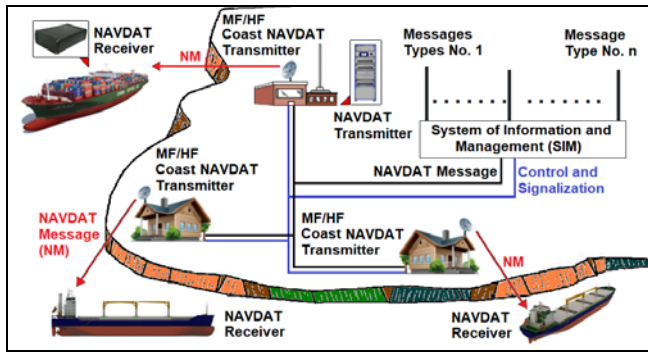 NAVDAT
Receiver
MF/HF
Coast NAVDAT
Transmitter
NM
NAVDAT
Transmitter
Messages
Types No. 1
Message
Type No. n
System of Information and
Management (SIM)
NAVDAT Message
Control and
Signalization
MF/HF
Coast NAVDAT
Transmitter
NAVDAT
Message
(NM)
MF/HF
Coast NAVDAT
Transmitter
NM
NAVDAT
Receiver
NAVDAT
Receiver